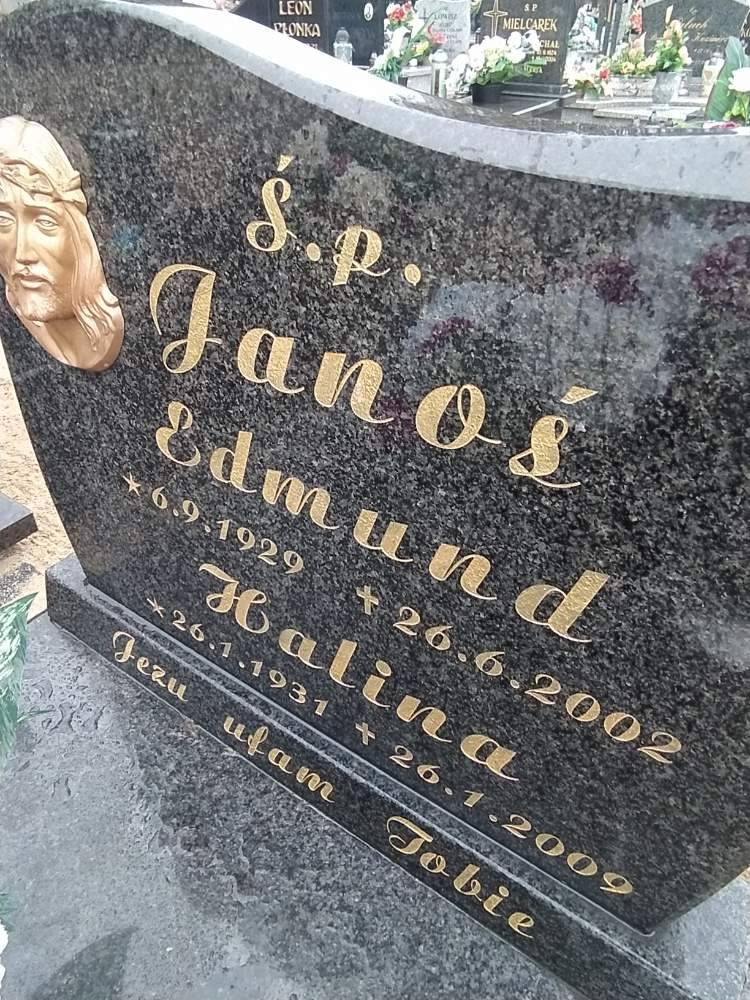 LEON
PŁONKA
S P
MIELCAREK
Ś.p.
Janoś
Edmund
*6.9.1929 +26.6.2002
Halina
*26.1.1931 +26.1.2009
Jezu ufam Tobie